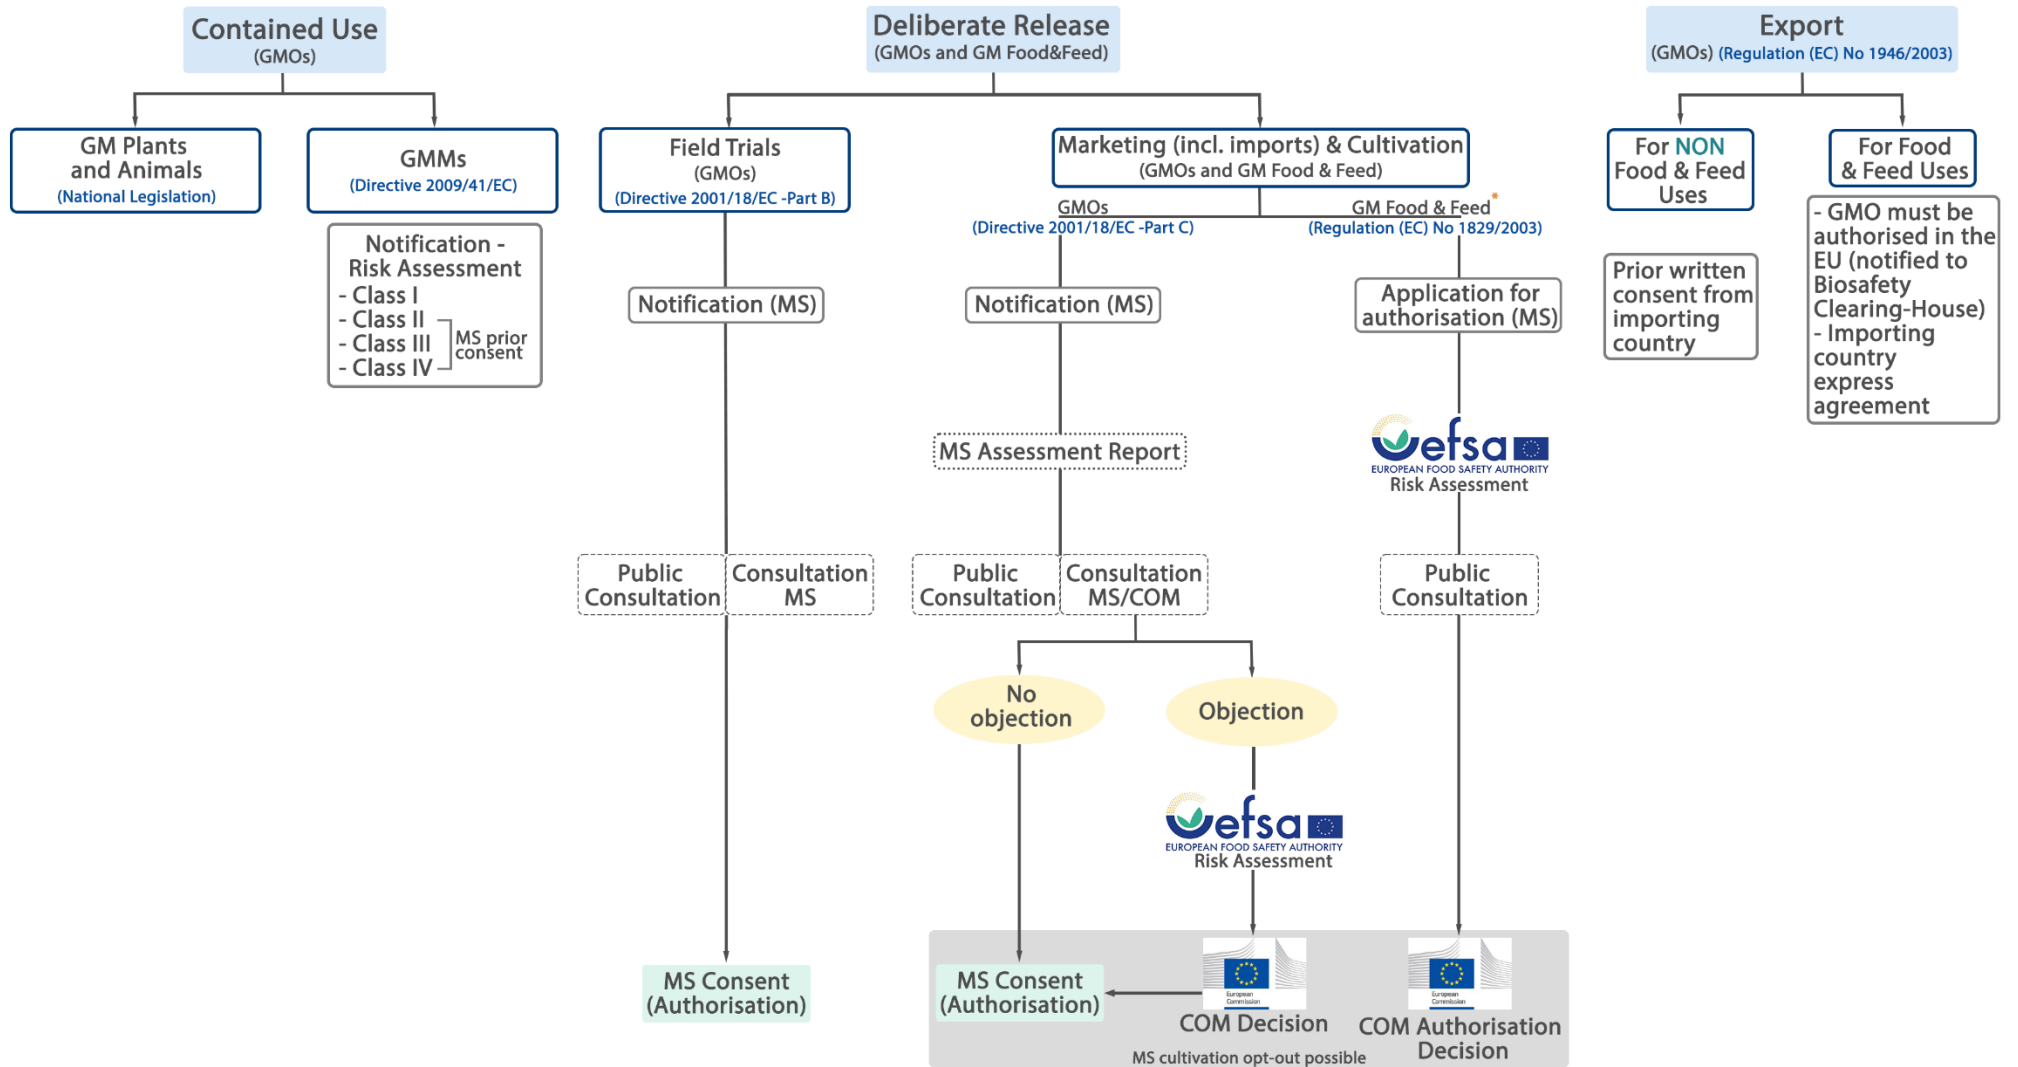 Contained Use
(GMOs)
GM Plants
and Animals
(National Legislation)
GMMs
(Directive 2009/41/EC)
Notification -
Risk Assessment
- Class I
- Class II
- Class III
- Class IV
MS prior
consent
Deliberate Release
(GMOs and GM Food&Feed)
Field Trials
(GMOs)
(Directive 2001/18/EC -Part B)
Notification (MS)
Public
Consultation
Consultation
MS
MS Consent
(Authorisation)
Marketing (incl. imports) & Cultivation
(GMOs and GM Food & Feed)
GMOs
(Directive 2001/18/EC -Part C)
Notification (MS)
MS Assessment Report
Public
Consultation
Consultation
MS/COM
No
objection
Objection
efsa
EUROPEAN FOOD SAFETY AUTHORITY
Risk Assessment
MS Consent
(Authorisation)
European
Commission
COM Decision
MS cultivation opt-out possible
GM Food & Feed*
(Regulation (EC) No 1829/2003)
Application for
authorisation (MS)
efsa
EUROPEAN FOOD SAFETY AUTHORITY
Risk Assessment
Public
Consultation
European
Commission
COM Authorisation
Decision
Export
(GMOs) (Regulation (EC) No 1946/2003)
For NON
Food & Feed
Uses
Prior written
consent from
importing
country
For Food
& Feed Uses
- GMO must be
authorised in the
EU (notified to
Biosafety
Clearing-House)
- Importing
country
express
agreement